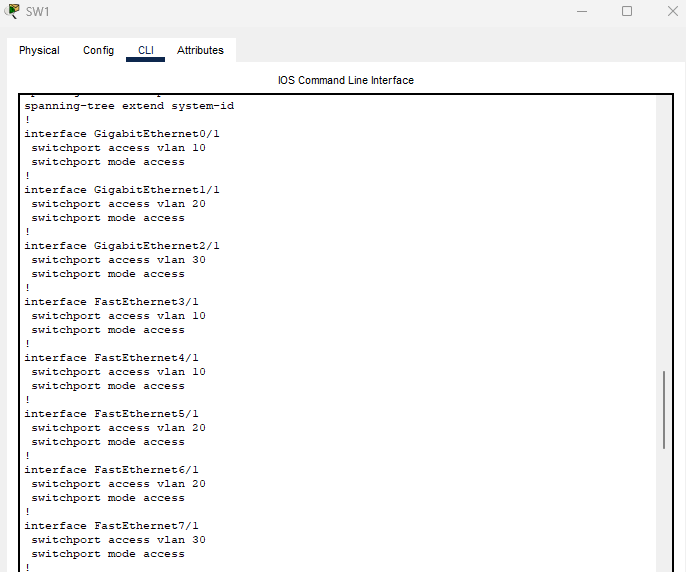 SW1
Physical Config CLI Attributes
IOS Command Line Interface
spanning-tree extend system-id
!
interface GigabitEthernet0/1
 switchport access vlan 10
 switchport mode access
!
interface GigabitEthernet1/1
 switchport access vlan 20
 switchport mode access
!
interface GigabitEthernet2/1
 switchport access vlan 30
 switchport mode access
!
interface FastEthernet3/1
 switchport access vlan 10
 switchport mode access
!
interface FastEthernet4/1
 switchport access vlan 10
 switchport mode access
!
interface FastEthernet5/1
 switchport access vlan 20
 switchport mode access
!
interface FastEthernet6/1
 switchport access vlan 20
 switchport mode access
!
interface FastEthernet7/1
 switchport access vlan 30
 switchport mode access
!